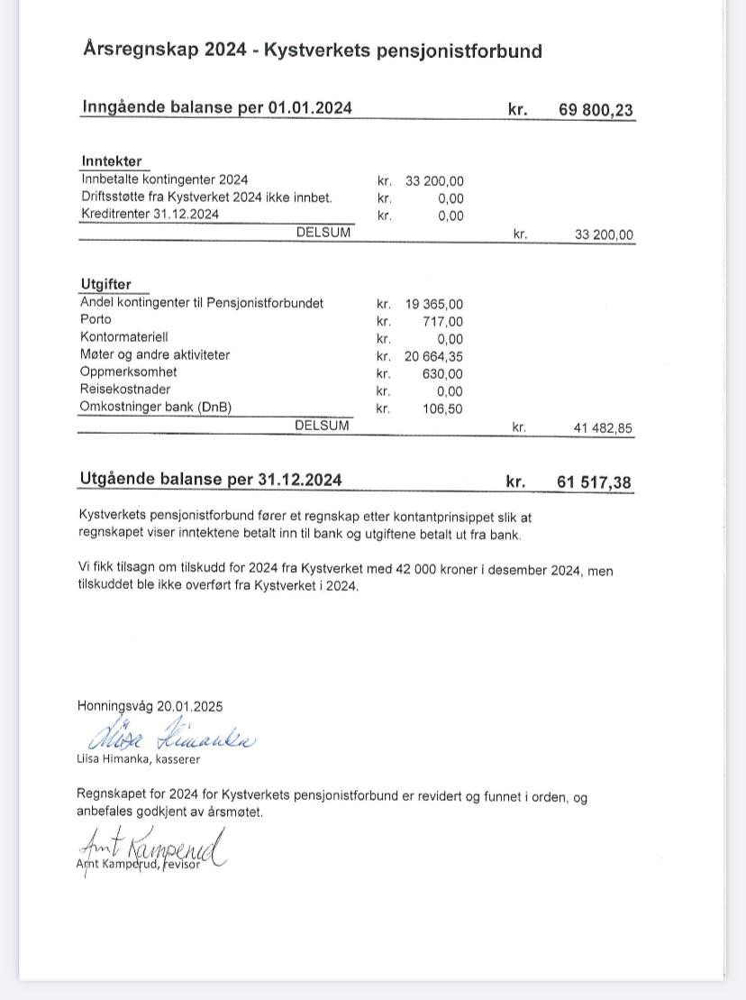 Årsregnskap 2024 - Kystverkets pensjonistforbund
Inngående balanse per 01.01.2024 kr. 69 800,23
Inntekter
Innbetalte kontingenter 2024 kr. 33 200,00
Driftsstøtte fra Kystverket 2024 ikke innbet. kr. 0,00
Kreditrenter 31.12.2024 kr. 0,00
DELSUM kr. 33 200,00
Utgifter
Andel kontingenter til Pensjonistforbundet kr. 19 365,00
Porto kr. 717,00
Kontormateriell kr. 0,00
Møter og andre aktiviteter kr. 20 664,35
Oppmerksomhet kr. 630,00
Reisekostnader kr. 0,00
Omkostninger bank (DnB) kr. 106,50
DELSUM kr. 41 482,85
Utgående balanse per 31.12.2024 kr. 61 517,38
Kystverkets pensjonistforbund fører et regnskap etter kontantprinsippet slik at
regnskapet viser inntektene betalt inn til bank og utgiftene betalt ut fra bank.
Vi fikk tilsagn om tilskudd for 2024 fra Kystverket med 42 000 kroner i desember 2024, men
tilskuddet ble ikke overført fra Kystverket i 2024.
Honningsvåg 20.01.2025
Liisa Himanka
Liisa Himanka, kasserer
Regnskapet for 2024 for Kystverkets pensjonistforbund er revidert og funnet i orden, og
anbefales godkjent av årsmøtet.
Arnt Kamperud
Arnt Kamperud, revisor